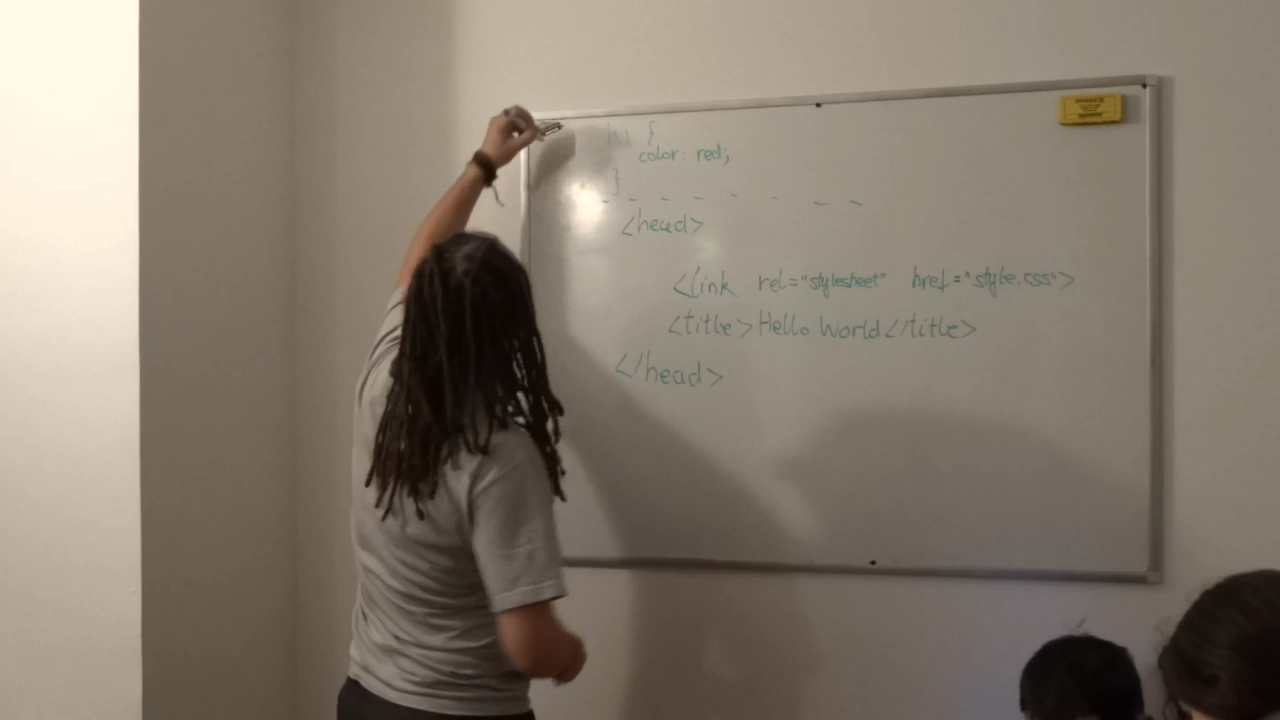 h1 {
color: red;
}
- - - - - - - -
<head>
<link rel="stylesheet" href="style.css">
<title>Hello World</title>
</head>